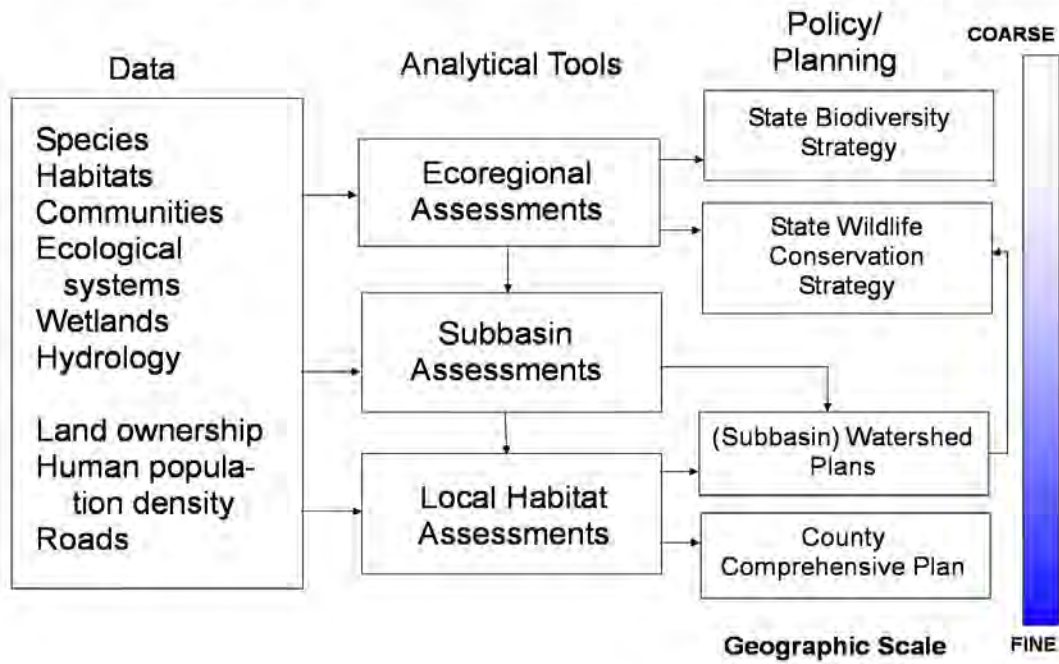 Data
Species
Habitats
Communities
Ecological
systems
Wetlands
Hydrology
Land ownership
Human popula-
tion density
Roads
Analytical Tools
Ecoregional
Assessments
Subbasin
Assessments
Local Habitat
Assessments
Policy/
Planning
State Biodiversity
Strategy
State Wildlife
Conservation
Strategy
(Subbasin) Watershed
Plans
County
Comprehensive Plan
Geographic Scale
COARSE
FINE